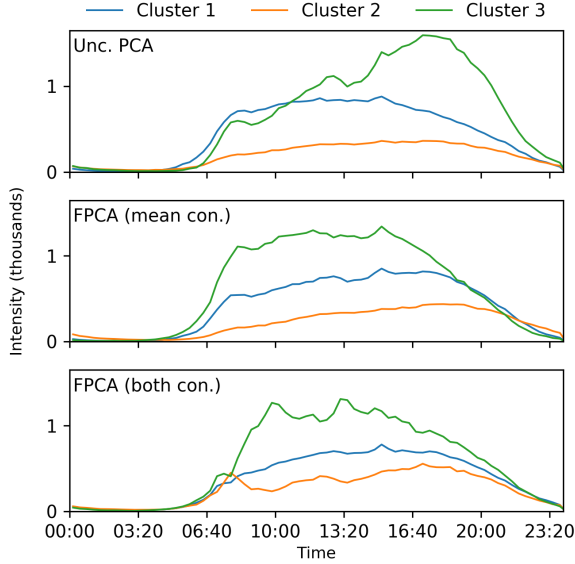 Cluster 1 Cluster 2 Cluster 3
Unc. PCA
1
0
FPCA (mean con.)
1
0
FPCA (both con.)
1
0
Intensity (thousands)
00:00 03:20 06:40 10:00 13:20 16:40 20:00 23:20
Time